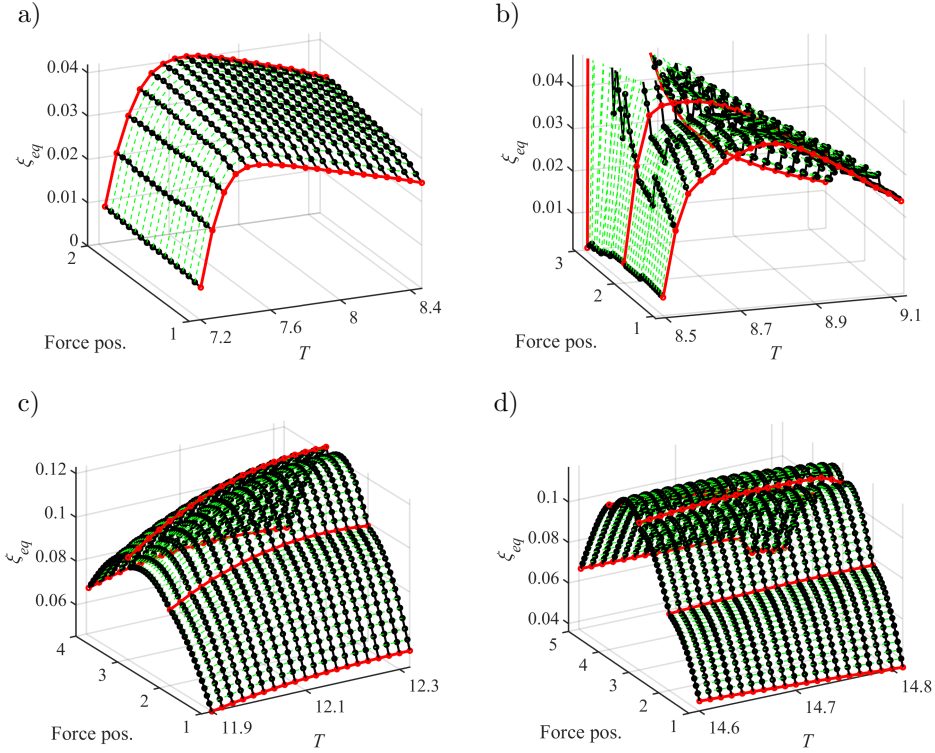 a)
0.04
0.03
0.02
0.01
0
ξeq
2
1
Force pos.
7.2
7.6
8
8.4
T
b)
0.04
0.03
0.02
0.01
ξeq
3
2
1
Force pos.
8.5
8.7
8.9
9.1
T
c)
0.12
0.1
0.08
0.06
ξeq
4
3
2
1
Force pos.
11.9
12.1
12.3
T
d)
0.1
0.08
0.06
0.04
ξeq
5
4
3
2
1
Force pos.
14.6
14.7
14.8
T